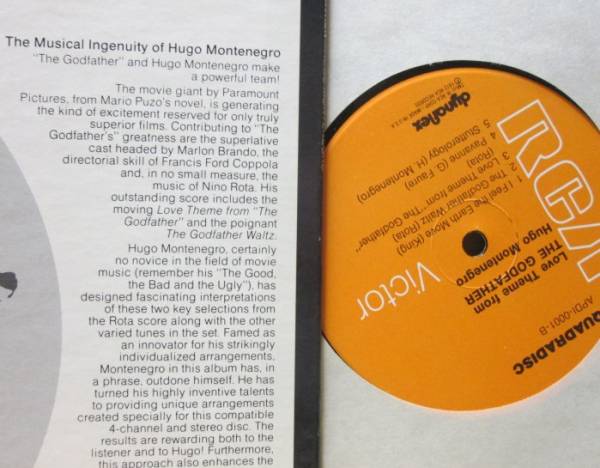 The Musical Ingenuity of Hugo Montenegro
"The Godfather" and Hugo Montenegro make
a powerful team!
The movie giant by Paramount
Pictures, from Mario Puzo's novel, is generating
the kind of excitement reserved for only truly
superior films. Contributing to "The
Godfather's" greatness are the superlative
cast headed by Marlon Brando, the
directorial skill of Francis Ford Coppola
and, in no small measure, the
music of Nino Rota. His
outstanding score includes the
moving Love Theme from "The
Godfather" and the poignant
The Godfather Waltz.
Hugo Montenegro, certainly
no novice in the field of movie
music (remember his "The Good,
the Bad and the Ugly"), has
designed fascinating interpretations
of these two key selections from
the Rota score along with the other
varied tunes in the set. Famed as
an innovator for his strikingly
individualized arrangements,
Montenegro in this album has, in
a phrase, outdone himself. He has
turned his highly inventive talents
to providing unique arrangements
created specially for this compatible
4-channel and stereo disc. The
results are rewarding both to the
listener and to Hugo! Furthermore,
this approach also enhances the
QUADRADISC
APD1-0001-B
Love Theme from
THE GODFATHER
Hugo Montenegro
RCA Victor
1 I Feel the Earth Move (King)
2 The Godfather Waltz (Rota)
3 Love Theme from "The Godfather"
(Rota)
4 Pavanne (G. Faure)
5 Stutterology (H. Montenegro)
dynaflex
MADE IN U.S.A.